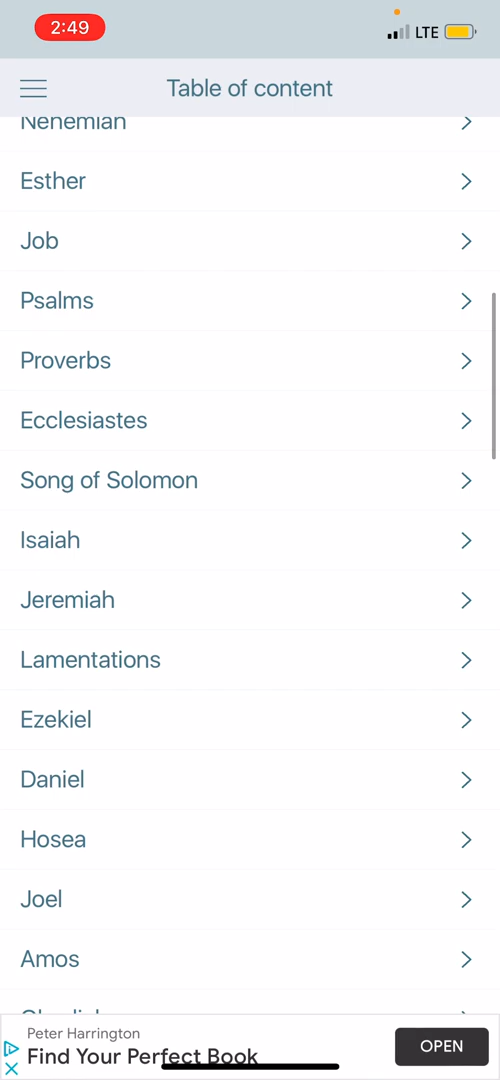 2:49
LTE
Table of content
Nehemiah
Esther
Job
Psalms
Proverbs
Ecclesiastes
Song of Solomon
Isaiah
Jeremiah
Lamentations
Ezekiel
Daniel
Hosea
Joel
Amos
Peter Harrington
Find Your Perfect Book
OPEN